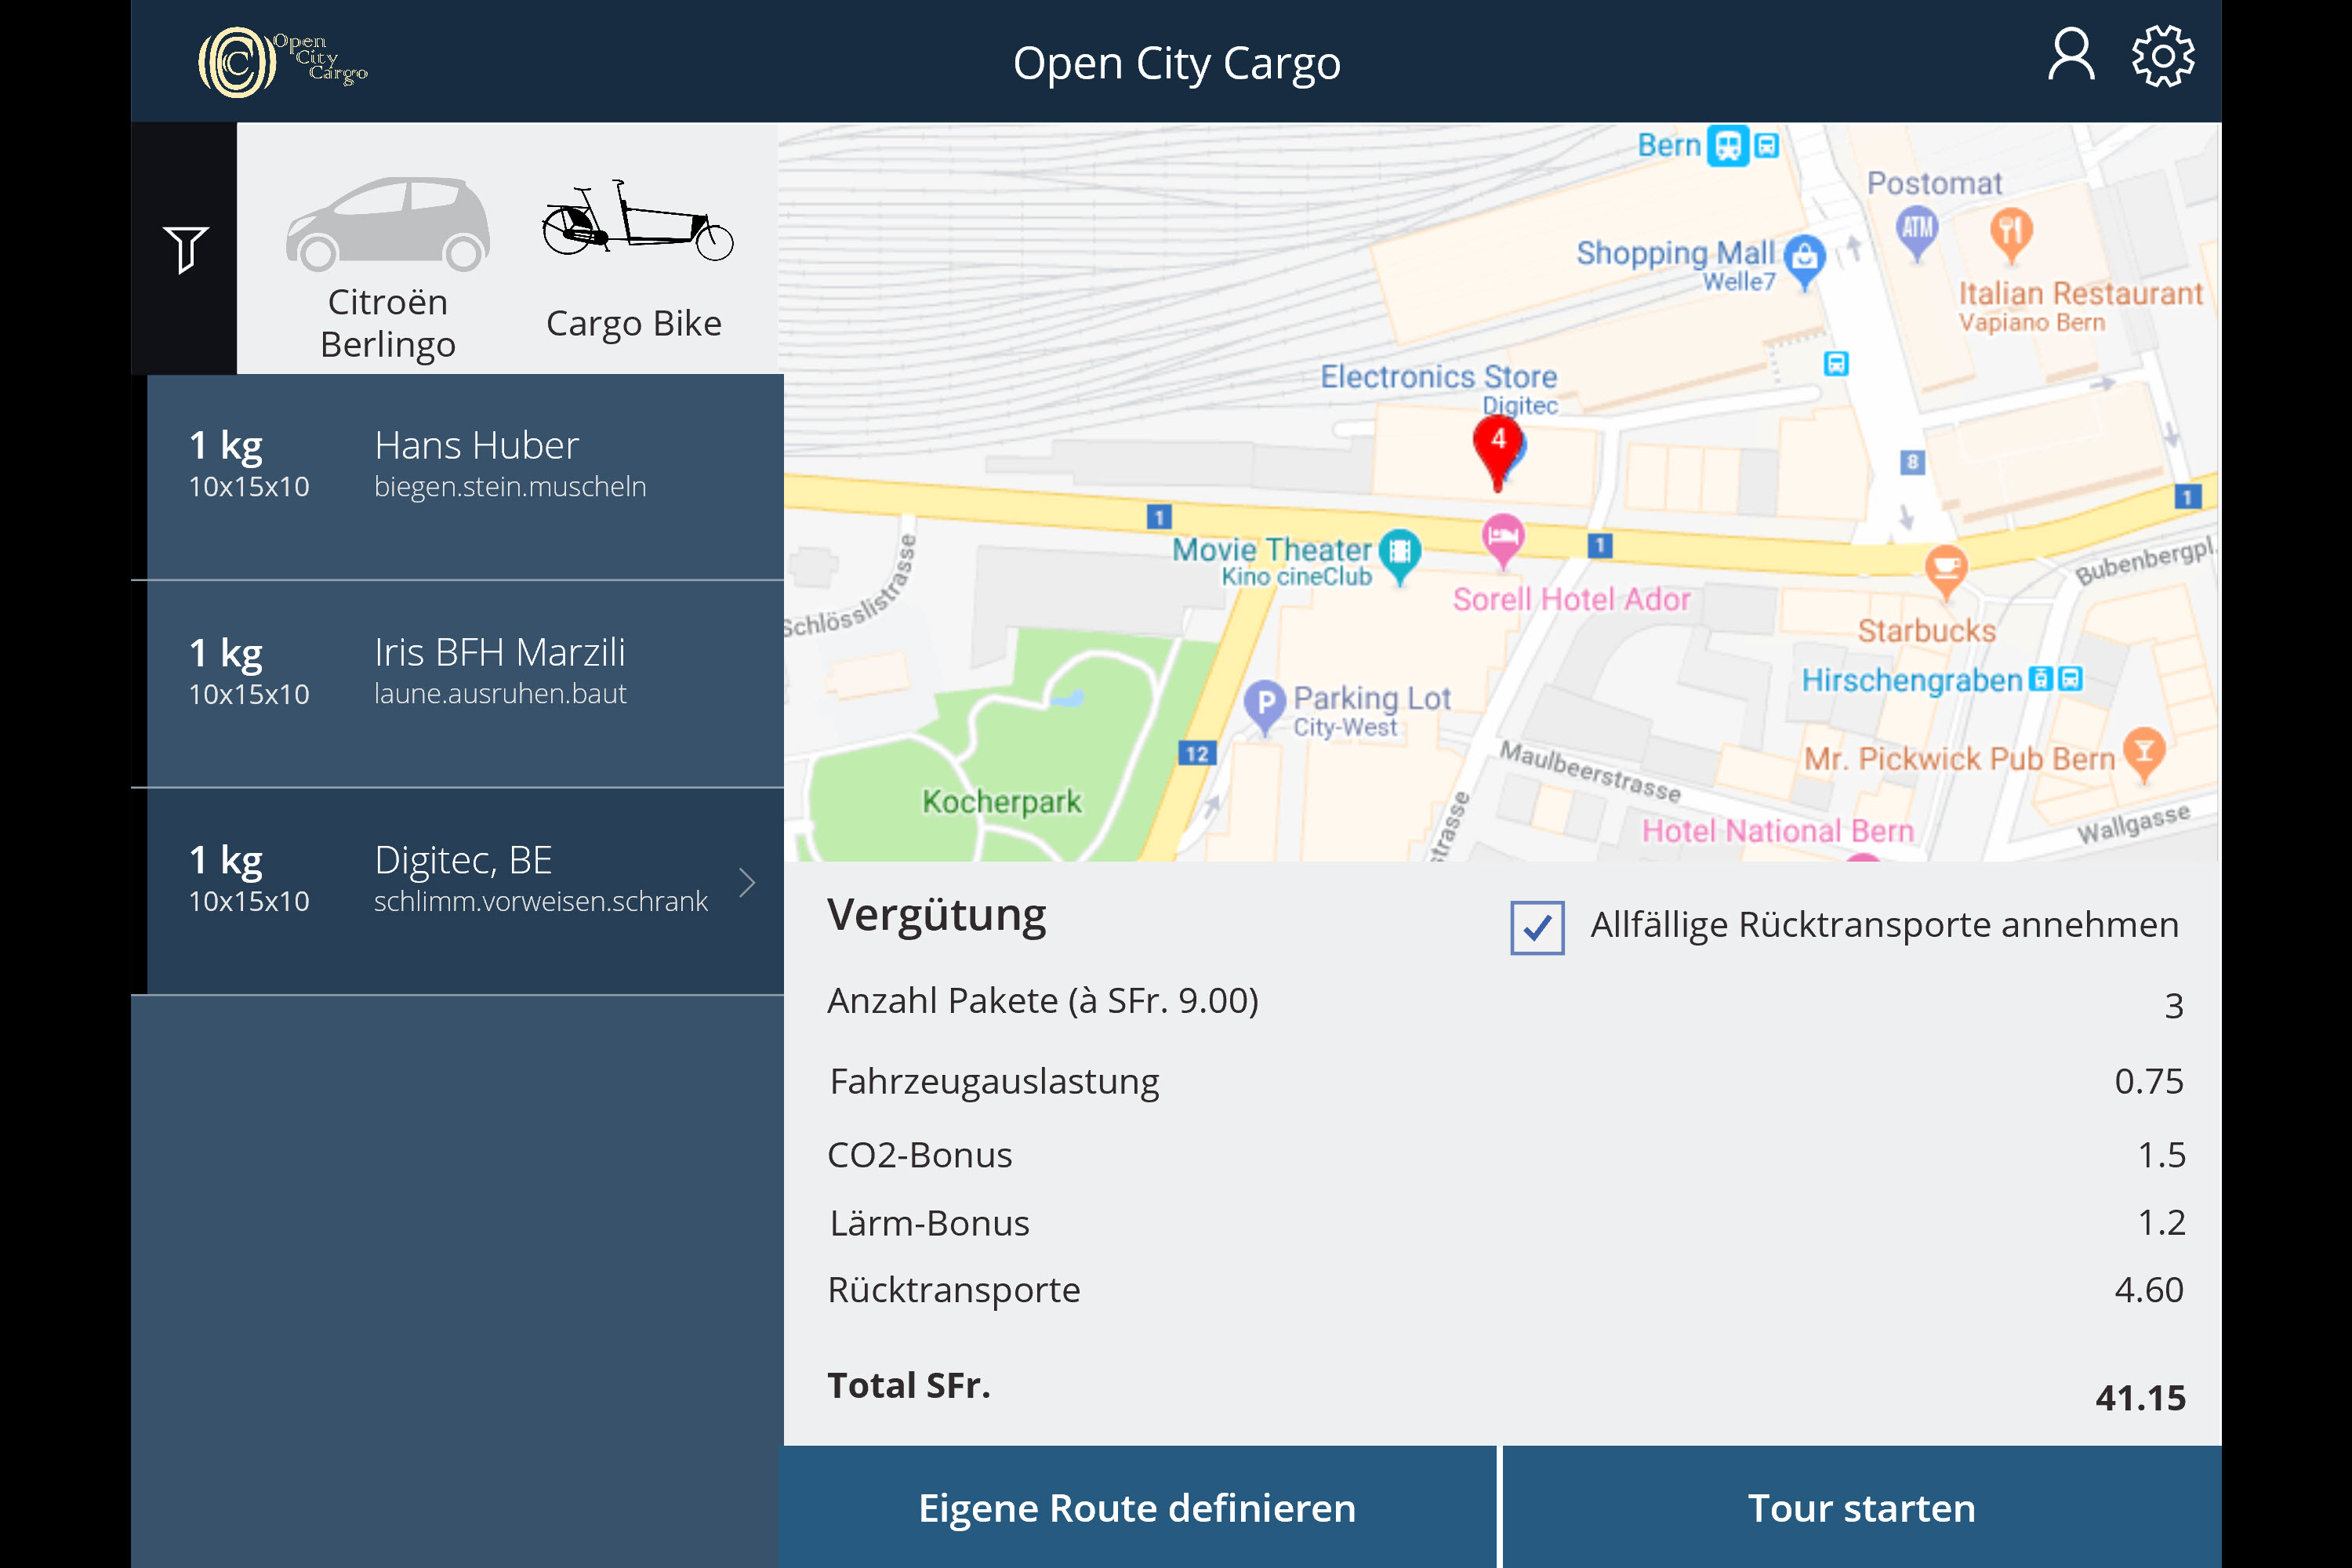 Open
City
Cargo
Open City Cargo
Citroën
Berlingo
Cargo Bike
1 kg
10x15x10
Hans Huber
biegen.stein.muscheln
1 kg
10x15x10
Iris BFH Marzili
laune.ausruhen.baut
1 kg
10x15x10
Digitec, BE
schlimm.vorweisen.schrank
Bern
Postomat
ATM
Shopping Mall
Welle7
Italian Restaurant
Vapiano Bern
Electronics Store
Digitec
4
8
1
1
1
Movie Theater
Kino cineClub
Sorell Hotel Ador
Schlösslistrasse
Bubenbergpl.
Starbucks
Hirschengraben
P
Parking Lot
City-West
12
Maulbeerstrasse
Mr. Pickwick Pub Bern
Kocherpark
strasse
Hotel National Bern
Wallgasse
Vergütung
Allfällige Rücktransporte annehmen
Anzahl Pakete (à SFr. 9.00)
3
Fahrzeugauslastung
0.75
CO2-Bonus
1.5
Lärm-Bonus
1.2
Rücktransporte
4.60
Total SFr.
41.15
Eigene Route definieren
Tour starten